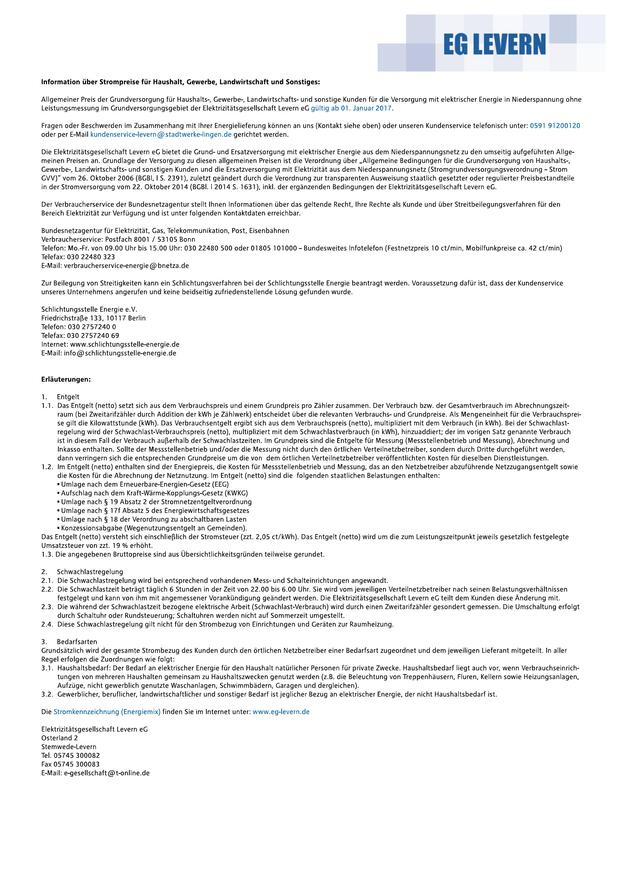 EG LEVERN
Information über Strompreise für Haushalt, Gewerbe, Landwirtschaft und Sonstiges:
Allgemeiner Preis der Grundversorgung für Haushalts-, Gewerbe-, Landwirtschafts- und sonstige Kunden für die Versorgung mit elektrischer Energie in Niederspannung ohne
Leistungsmessung im Grundversorgungsgebiet der Elektrizitätsgesellschaft Levern eG gültig ab 01. Januar 2017.
Fragen oder Beschwerden im Zusammenhang mit Ihrer Energielieferung können an uns (Kontakt siehe oben) oder unseren Kundenservice telefonisch unter: 0591 91200120
oder per E-Mail kundenservice-levern@stadtwerke-lingen.de gerichtet werden.
Die Elektrizitätsgesellschaft Levern eG bietet die Grund- und Ersatzversorgung mit elektrischer Energie aus dem Niederspannungsnetz zu den umseitig aufgeführten Allge-
meinen Preisen an. Grundlage der Versorgung zu diesen allgemeinen Preisen ist die Verordnung über „Allgemeine Bedingungen für die Grundversorgung von Haushalts-,
Gewerbe-, Landwirtschafts- und sonstigen Kunden und die Ersatzversorgung mit Elektrizität aus dem Niederspannungsnetz (Stromgrundversorgungsverordnung – Strom
GVV)“ vom 26. Oktober 2006 (BGBl, I S. 2391), zuletzt geändert durch die Verordnung zur transparenten Ausweisung staatlich gesetzter oder regulierter Preisbestandteile
in der Stromversorgung vom 22. Oktober 2014 (BGBl. I 2014 S. 1631), inkl. der ergänzenden Bedingungen der Elektizitätsgesellschaft Levern eG.
Der Verbraucherservice der Bundesnetzagentur stellt Ihnen Informationen über das geltende Recht, Ihre Rechte als Kunde und über Streitbeilegungsverfahren für den
Bereich Elektrizität zur Verfügung und ist unter folgenden Kontaktdaten erreichbar.
Bundesnetzagentur für Elektrizität, Gas, Telekommunikation, Post, Eisenbahnen
Verbraucherservice: Postfach 8001 / 53105 Bonn
Telefon: Mo.-Fr. von 09.00 Uhr bis 15.00 Uhr: 030 22480 500 oder 01805 101000 – Bundesweites Infotelefon (Festnetzpreis 10 ct/min, Mobilfunkpreise ca. 42 ct/min)
Telefax: 030 22480 323
E-Mail: verbraucherservice-energie@bnetza.de
Zur Beilegung von Streitigkeiten kann ein Schlichtungsverfahren bei der Schlichtungsstelle Energie beantragt werden. Voraussetzung dafür ist, dass der Kundenservice
unseres Unternehmens angerufen und keine beidseitig zufriedenstellende Lösung gefunden wurde.
Schlichtungsstelle Energie e.V.
Friedrichstraße 133, 10117 Berlin
Telefon: 030 2757240 0
Telefax: 030 2757240 69
Internet: www.schlichtungsstelle-energie.de
E-Mail: info@schlichtungsstelle-energie.de
Erläuterungen:
1. Entgelt
1.1. Das Entgelt (netto) setzt sich aus dem Verbrauchspreis und einem Grundpreis pro Zähler zusammen. Der Verbrauch bzw. der Gesamtverbrauch im Abrechnungszeit-
raum (bei Zweitarifzähler durch Addition der kWh je Zählwerk) entscheidet über die relevanten Verbrauchs- und Grundpreise. Als Mengeneinheit für die Verbrauchsprei-
se gilt die Kilowattstunde (kWh). Das Verbrauchsentgelt ergibt sich aus dem Verbrauchspreis (netto), multipliziert mit dem Verbrauch (in kWh). Bei der Schwachlast-
regelung wird der Schwachlast-Verbrauchspreis (netto), multipliziert mit dem Schwachlastverbrauch (in kWh), hinzuaddiert; der im vorigen Satz genannte Verbrauch
ist in diesem Fall der Verbrauch außerhalb der Schwachlastzeiten. Im Grundpreis sind die Entgelte für Messung (Messstellenbetrieb und Messung), Abrechnung und
Inkasso enthalten. Sollte der Messstellenbetrieb und/oder die Messung nicht durch den örtlichen Verteilnetzbetreiber, sondern durch Dritte durchgeführt werden,
dann verringern sich die entsprechenden Grundpreise um die von dem örtlichen Verteilnetzbetreiber veröffentlichten Kosten für dieselben Dienstleistungen.
1.2. Im Entgelt (netto) enthalten sind der Energiepreis, die Kosten für Messstellenbetrieb und Messung, das an den Netzbetreiber abzuführende Netzzugangsentgelt sowie
die Kosten für die Abrechnung der Netznutzung. Im Entgelt (netto) sind die folgenden staatlichen Belastungen enthalten:
• Umlage nach dem Erneuerbare-Energien-Gesetz (EEG)
• Aufschlag nach dem Kraft-Wärme-Kopplungs-Gesetz (KWKG)
• Umlage nach § 19 Absatz 2 der Stromnetzentgeltverordnung
• Umlage nach § 17f Absatz 5 des Energiewirtschaftsgesetzes
• Umlage nach § 18 der Verordnung zu abschaltbaren Lasten
• Konzessionsabgabe (Wegenutzungsentgelt an Gemeinden).
Das Entgelt (netto) versteht sich einschließlich der Stromsteuer (zzt. 2,05 ct/kWh). Das Entgelt (netto) wird um die zum Leistungszeitpunkt jeweils gesetzlich festgelegte
Umsatzsteuer von zzt. 19 % erhöht.
1.3. Die angegebenen Bruttopreise sind aus Übersichtlichkeitsgründen teilweise gerundet.
2. Schwachlastregelung
2.1. Die Schwachlastregelung wird bei entsprechend vorhandenen Mess- und Schalteinrichtungen angewandt.
2.2. Die Schwachlastzeit beträgt täglich 6 Stunden in der Zeit von 22.00 bis 6.00 Uhr. Sie wird vom jeweiligen Verteilnetzbetreiber nach seinen Belastungsverhältnissen
festgelegt und kann von ihm mit angemessener Vorankündigung geändert werden. Die Elektizitätsgesellschaft Levern eG teilt dem Kunden diese Änderung mit.
2.3. Die während der Schwachlastzeit bezogene elektrische Arbeit (Schwachlast-Verbrauch) wird durch einen Zweitarifzähler gesondert gemessen. Die Umschaltung erfolgt
durch Schaltuhr oder Rundsteuerung; Schaltuhren werden nicht auf Sommerzeit umgestellt.
2.4. Diese Schwachlastregelung gilt nicht für den Strombezug von Einrichtungen und Geräten zur Raumheizung.
3. Bedarfsarten
Grundsätzlich wird der gesamte Strombezug des Kunden durch den örtlichen Netzbetreiber einer Bedarfsart zugeordnet und dem jeweiligen Liferant mitgeteilt. In aller
Regel erfolgen die Zuordnungen wie folgt:
3.1. Haushaltsbedarf: Der Bedarf an elektrischer Energie für den Haushalt natürlicher Personen für private Zwecke. Haushaltsbedarf liegt auch vor, wenn Verbrauchseinrich-
tungen von mehreren Haushalten gemeinsam zu Haushaltszwecken genutzt werden (z.B. die Beleuchtung von Treppenhäusern, Fluren, Kellern sowie Heizungsanlagen,
Aufzüge, nicht gewerblich genutzte Waschanlagen, Schwimmbädern, Garagen und dergleichen).
3.2. Gewerblicher, beruflicher, landwirtschaftlicher und sonstiger Bedarf ist jeglicher Bezug an elektrischer Energie, der nicht Haushaltsbedarf ist.
Die Stromkennzeichnung (Energiemix) finden Sie im Internet unter: www.eg-levern.de
Elektrizitätsgesellschaft Levern eG
Osterland 2
Stemwede-Levern
Tel. 05745 300082
Fax 05745 300083
E-Mail: e-gesellschaft@t-online.de